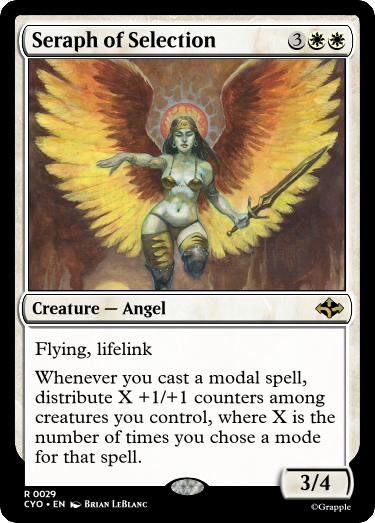 Seraph of Selection 3
Creature — Angel
Flying, lifelink
Whenever you cast a modal spell,
distribute X +1/+1 counters among
creatures you control, where X is the
number of times you chose a mode
for that spell.
3/4
R 0029
CYO • EN Brian LeBlanc
©Grapple